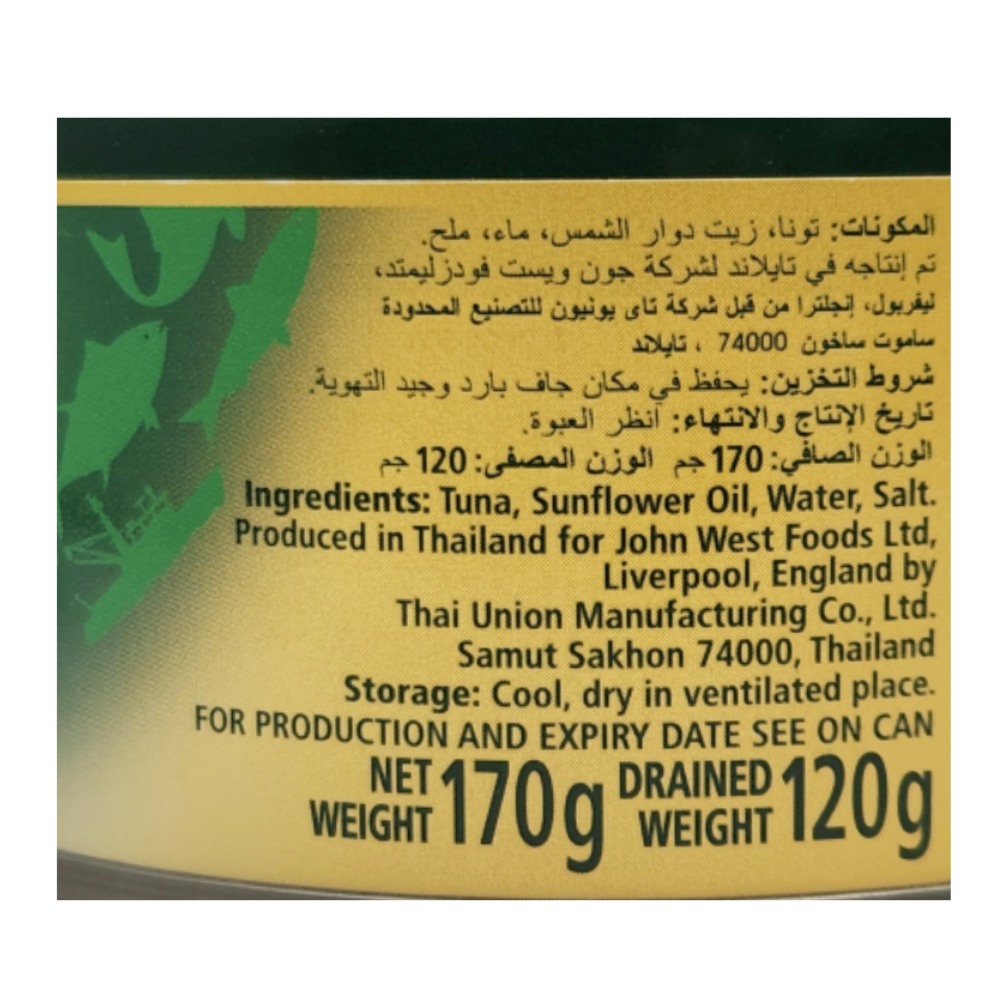 المكونات: تونا، زيت دوار الشمس، ماء، ملح.
تم إنتاجه في تايلاند لشركة جون ويست فودزليمتد،
ليفربول، إنجلترا من قبل شركة تاى يونيون للتصنيع المحدودة
ساموت ساخون 74000 ، تايلاند
شروط التخزين: يحفظ في مكان جاف بارد وجيد التهوية.
تاريخ الإنتاج والانتهاء: انظر العبوة.
الوزن الصافي: 170 جم الوزن المصفى: 120 جم
Ingredients: Tuna, Sunflower Oil, Water, Salt.
Produced in Thailand for John West Foods Ltd,
Liverpool, England by
Thai Union Manufacturing Co., Ltd.
Samut Sakhon 74000, Thailand
Storage: Cool, dry in ventilated place.
FOR PRODUCTION AND EXPIRY DATE SEE ON CAN
NET WEIGHT 170g DRAINED WEIGHT 120g